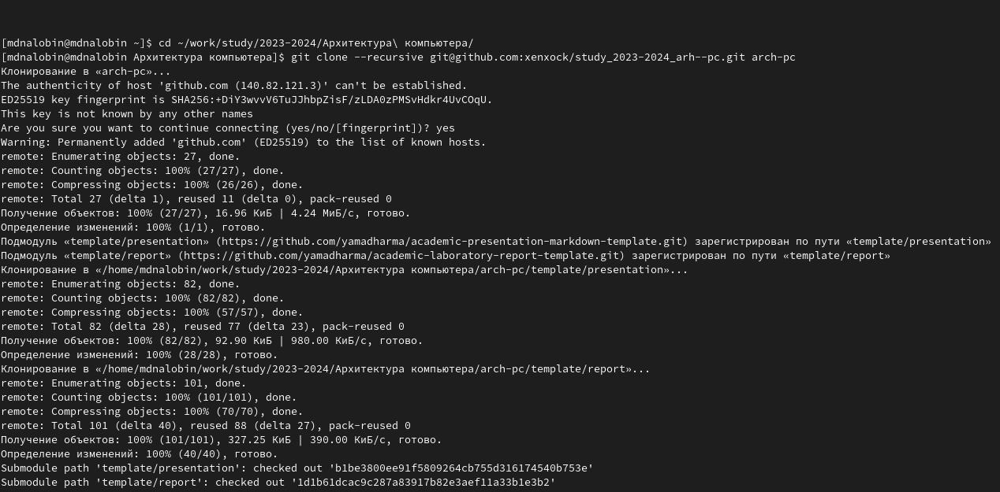 [mdnalobin@mdnalobin ~]$ cd ~/work/study/2023-2024/Архитектура\ компьютера/
[mdnalobin@mdnalobin Архитектура компьютера]$ git clone --recursive git@github.com:xenxock/study_2023-2024_arh--pc.git arch-pc
Клонирование в «arch-pc»...
The authenticity of host 'github.com (140.82.121.3)' can't be established.
ED25519 key fingerprint is SHA256:+DiY3wvvV6TuJJhbpZisF/zLDA0zPMSvHdkr4UvCOqU.
This key is not known by any other names
Are you sure you want to continue connecting (yes/no/[fingerprint])? yes
Warning: Permanently added 'github.com' (ED25519) to the list of known hosts.
remote: Enumerating objects: 27, done.
remote: Counting objects: 100% (27/27), done.
remote: Compressing objects: 100% (26/26), done.
remote: Total 27 (delta 1), reused 11 (delta 0), pack-reused 0
Получение объектов: 100% (27/27), 16.96 КиБ | 4.24 МиБ/с, готово.
Определение изменений: 100% (1/1), готово.
Подмодуль «template/presentation» (https://github.com/yamadharma/academic-presentation-markdown-template.git) зарегистрирован по пути «template/presentation»
Подмодуль «template/report» (https://github.com/yamadharma/academic-laboratory-report-template.git) зарегистрирован по пути «template/report»
Клонирование в «/home/mdnalobin/work/study/2023-2024/Архитектура компьютера/arch-pc/template/presentation»...
remote: Enumerating objects: 82, done.
remote: Counting objects: 100% (82/82), done.
remote: Compressing objects: 100% (57/57), done.
remote: Total 82 (delta 28), reused 77 (delta 23), pack-reused 0
Получение объектов: 100% (82/82), 92.90 КиБ | 980.00 КиБ/с, готово.
Определение изменений: 100% (28/28), готово.
Клонирование в «/home/mdnalobin/work/study/2023-2024/Архитектура компьютера/arch-pc/template/report»...
remote: Enumerating objects: 101, done.
remote: Counting objects: 100% (101/101), done.
remote: Compressing objects: 100% (70/70), done.
remote: Total 101 (delta 40), reused 88 (delta 27), pack-reused 0
Получение объектов: 100% (101/101), 327.25 КиБ | 390.00 КиБ/с, готово.
Определение изменений: 100% (40/40), готово.
Submodule path 'template/presentation': checked out 'b1be3800ee91f5809264cb755d316174540b753e'
Submodule path 'template/report': checked out '1d1b61dcac9c287a83917b82e3aef11a33b1e3b2'